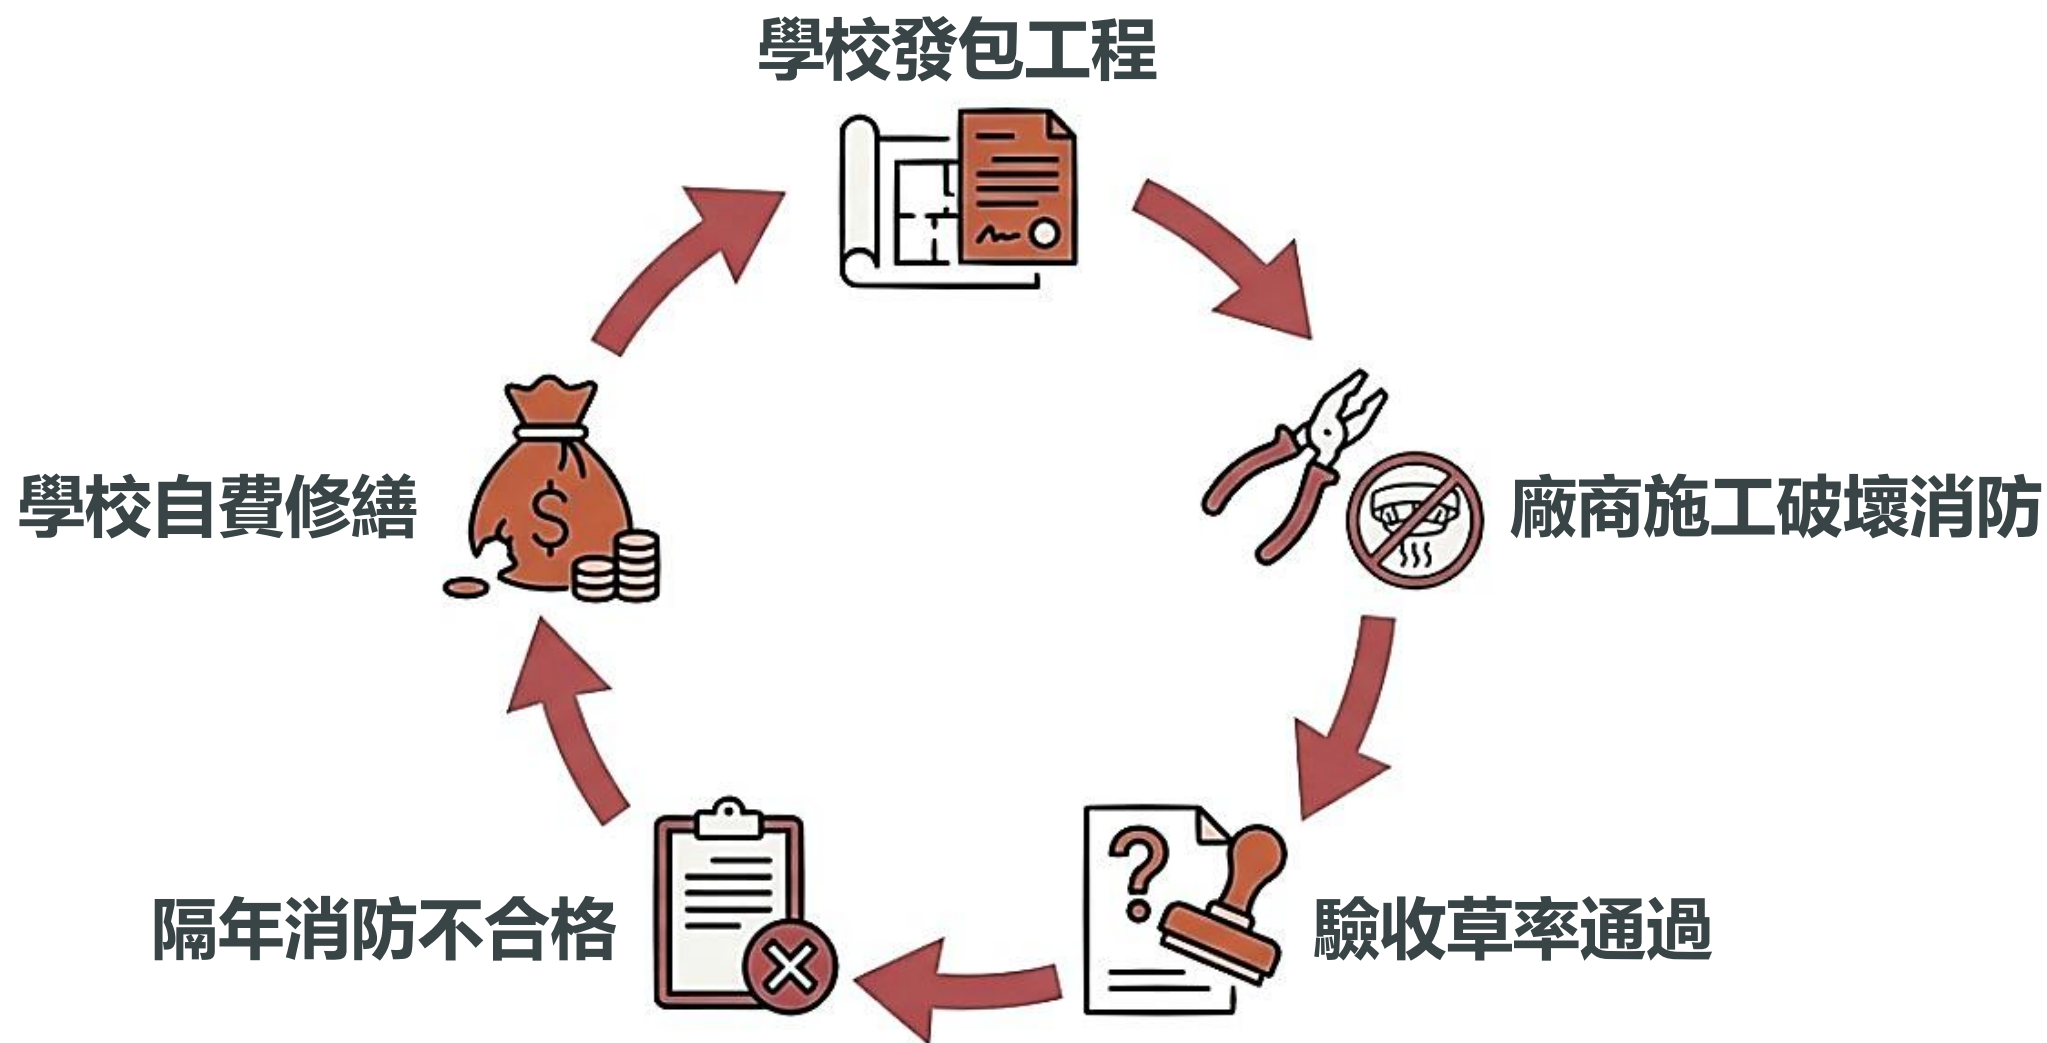 學校發包工程
廠商施工破壞消防
驗收草率通過
隔年消防不合格
學校自費修繕
$
?